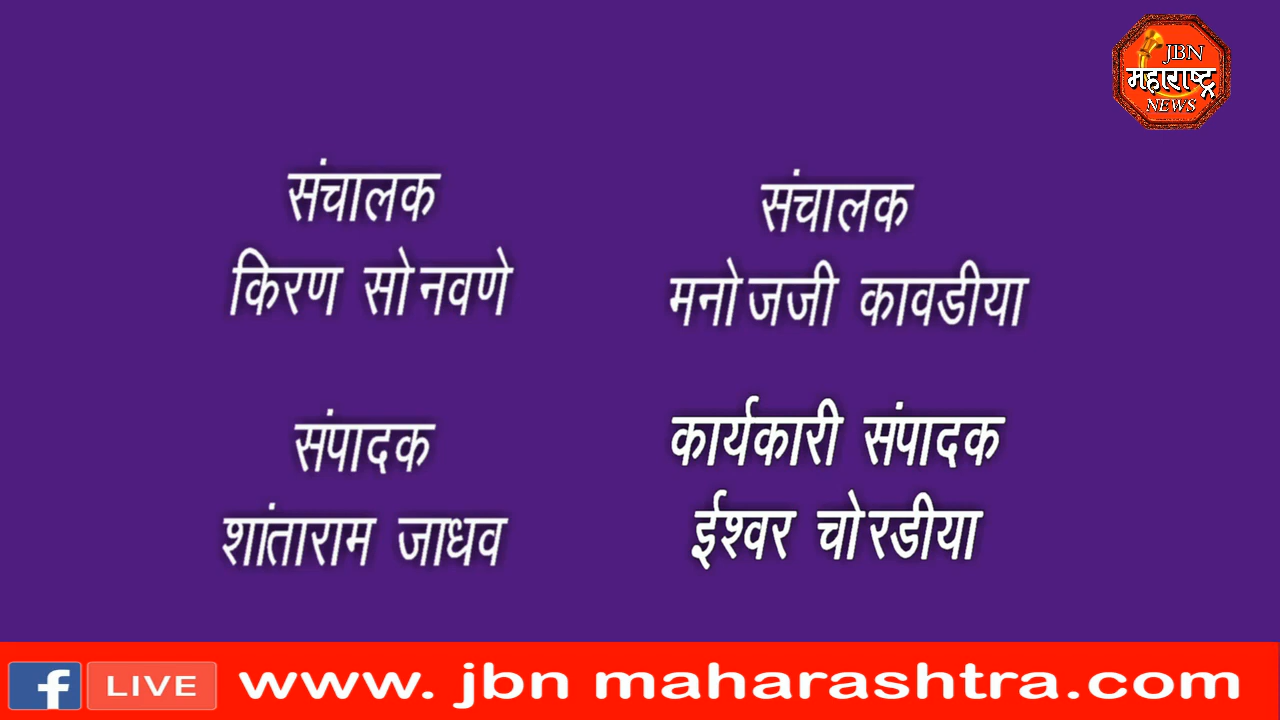 JBN
महाराष्ट्र
NEWS
संचालक
किरण सोनवणे
संचालक
मनोजजी कावडीया
संपादक
शांताराम जाधव
कार्यकारी संपादक
ईश्वर चोरडीया
f LIVE www. jbn maharashtra.com